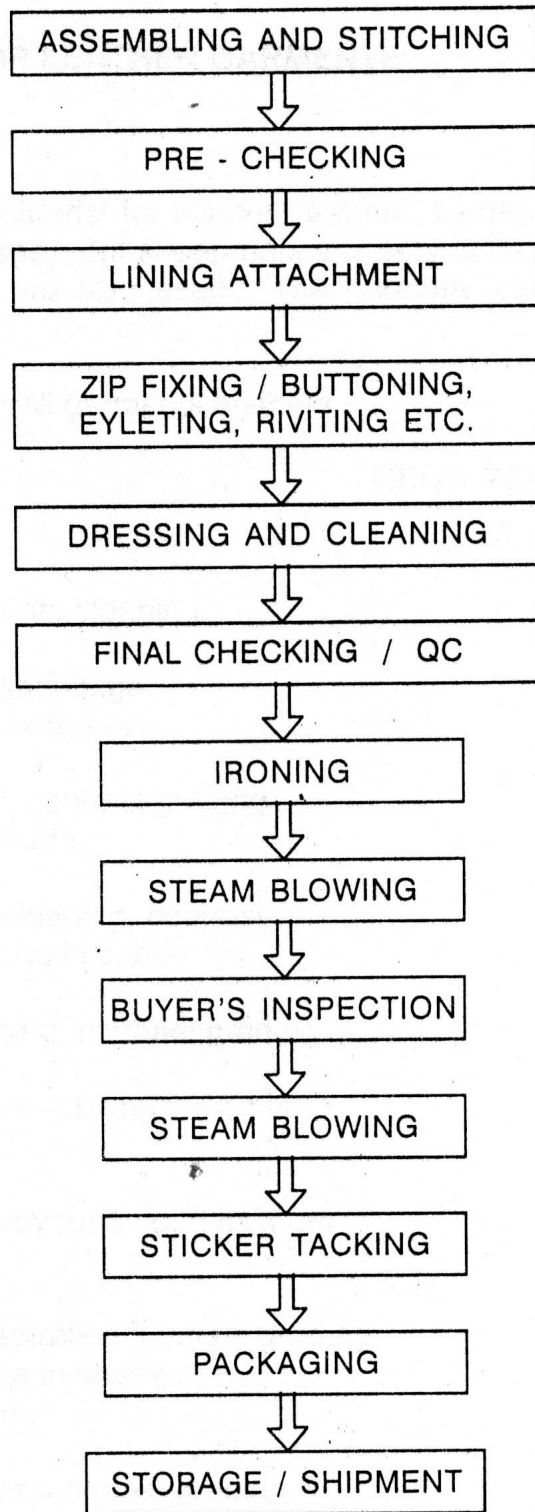 ASSEMBLING AND STITCHING
PRE - CHECKING
LINING ATTACHMENT
ZIP FIXING / BUTTONING,
EYLETING, RIVITING ETC.
DRESSING AND CLEANING
FINAL CHECKING / QC
IRONING
STEAM BLOWING
BUYER'S INSPECTION
STEAM BLOWING
STICKER TACKING
PACKAGING
STORAGE / SHIPMENT